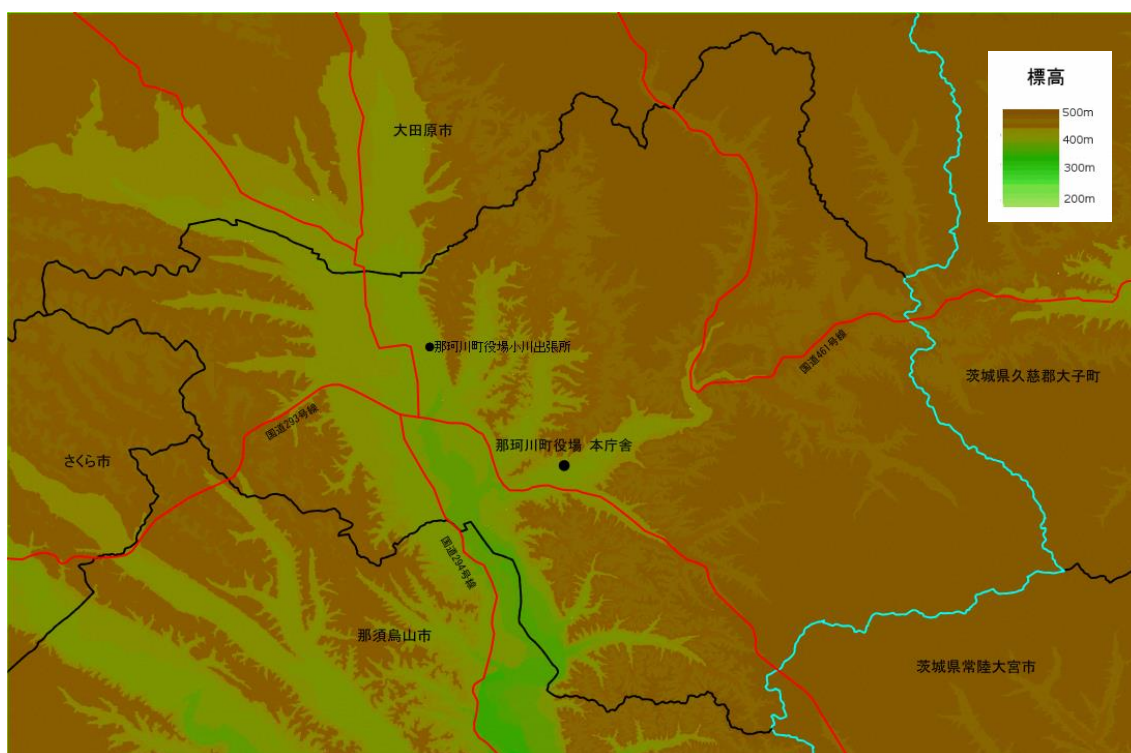 標高
500m
400m
300m
200m
大田原市
那珂川町役場小川出張所
国道461号線
茨城県久慈郡大子町
国道293号線
那珂川町役場 本庁舎
さくら市
国道294号線
那須烏山市
茨城県常陸大宮市